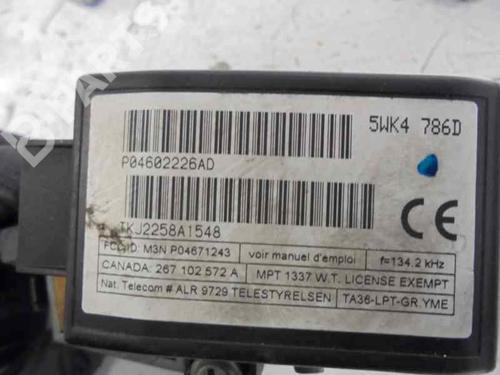 5WK4 786D
P04602226AD
TKJ2258A1548
FCC ID: M3N P04671243
voir manuel d'emploi
f=134.2 kHz
CANADA: 267 102 572 A
MPT 1337 W.T. LICENSE EXEMPT
Nat. Telecom # ALR 9729 TELESTYRELSEN
TA36-LPT-GR.YME
CE